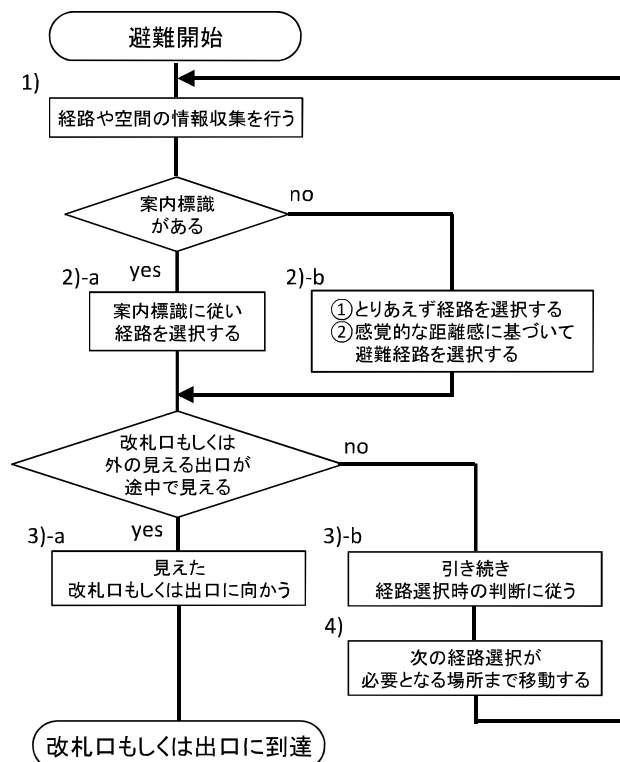 避難開始
1)
経路や空間の情報収集を行う
案内標識
がある
no
yes
2)-a
案内標識に従い
経路を選択する
2)-b
①とりあえず経路を選択する
②感覚的な距離感に基づいて
避難経路を選択する
改札口もしくは
外の見える出口が
途中で見える
no
yes
3)-a
見えた
改札口もしくは出口に向かう
3)-b
引き続き
経路選択時の判断に従う
4)
次の経路選択が
必要となる場所まで移動する
改札口もしくは出口に到達